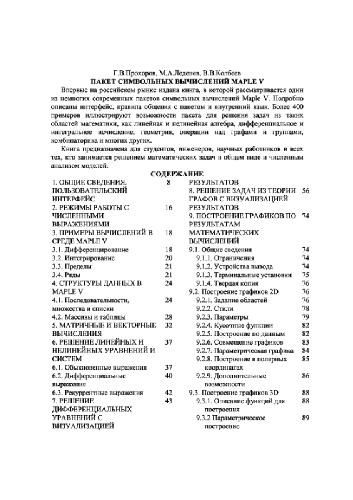 Г.В.Прохоров, М.А.Леденев, В.В.Колбеев
ПАКЕТ СИМВОЛЬНЫХ ВЫЧИСЛЕНИЙ MAPLE V
Впервые на российском рынке издана книга, в которой рассматривается один
из немногих современных пакетов символьных вычислений Maple V. Подробно
описаны интерфейс, правила общения с пакетом и внутренний язык. Более 400
примеров иллюстрируют возможности пакета для решения задач из таких
областей математики, как линейная и нелинейная алгебра, дифференциальное и
интегральное исчисление, геометрия, операции над графами и группами,
комбинаторика и многих других.
Книга предназначена для студентов, инженеров, научных работников и всех
тех, кто занимается решением математических задач в общем виде и численным
анализом моделей.
СОДЕРЖАНИЕ
1. ОБЩИЕ СВЕДЕНИЯ. 8
ПОЛЬЗОВАТЕЛЬСКИЙ
ИНТЕРФЕЙС
2. РЕЖИМЫ РАБОТЫ С 16
ЧИСЛЕННЫМИ
ВЫРАЖЕНИЯМИ
3. ПРИМЕРЫ ВЫЧИСЛЕНИЙ В 18
СРЕДЕ MAPLE V
3.1. Дифференцирование 18
3.2. Интегрирование 20
3.3. Пределы 21
3.4. Ряды 21
4. СТРУКТУРЫ ДАННЫХ В 24
MAPLE V
4.1. Последовательности, 24
множества и списки
4.2. Массивы и таблицы 28
5. МАТРИЧНЫЕ И ВЕКТОРНЫЕ 32
ВЫЧИСЛЕНИЯ
6. РЕШЕНИЕ ЛИНЕЙНЫХ И 37
НЕЛИНЕЙНЫХ УРАВНЕНИЙ И
СИСТЕМ
6.1. Обыкновенные выражения 37
6.2. Дифференциальные 40
выражения
6.3. Рекуррентные выражения 42
7. РЕШЕНИЕ 43
ДИФФЕРЕНЦИАЛЬНЫХ
УРАВНЕНИЙ С
ВИЗУАЛИЗАЦИЕЙ
РЕЗУЛЬТАТОВ
8. РЕШЕНИЕ ЗАДАЧ ИЗ ТЕОРИИ 56
ГРАФОВ С ВИЗУАЛИЗАЦИЕЙ
РЕЗУЛЬТАТОВ
9. ПОСТРОЕНИЕ ГРАФИКОВ ПО 74
РЕЗУЛЬТАТАМ
МАТЕМАТИЧЕСКИХ
ВЫЧИСЛЕНИЙ
9.1. Общие сведения 74
9.1.1. Ограничения 74
9.1.2. Устройства вывода 74
9.1.3. Терминальные установки 75
9.1.4. Твердая копия 76
9.2. Построение графиков 2D 76
9.2.1. Задание областей 76
9.2.2. Стили 78
9.2.3. Параметры 79
9.2.4. Кусочные функции 82
9.2.5. Построение по данным 82
9.2.6. Совмещение графиков 83
9.2.7. Параметрическая графика 84
9.2.8. Построение в полярных 85
координатах
9.2.9. Дополнительные 86
возможности
9.3. Построение графиков 3D 88
9.3.1. Описание функций для 88
построения
9.3.2 Параметрическое 89
построение